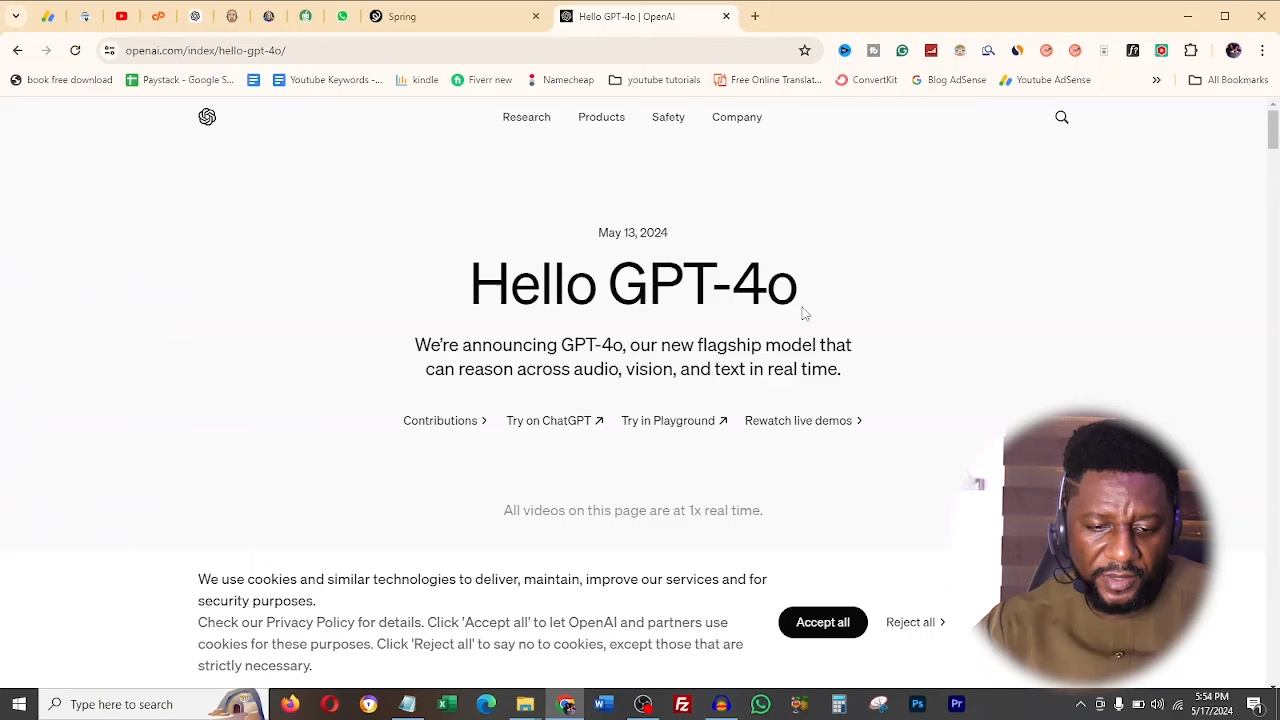 Spring
Hello GPT-4o | OpenAI
openai.com/index/hello-gpt-4o/
book free download
Paystack - Google S...
Youtube Keywords -...
kindle
Fiverr new
Namecheap
youtube tutorials
Free Online Translat...
ConvertKit
Blog AdSense
Youtube AdSense
All Bookmarks
Research
Products
Safety
Company
May 13, 2024
Hello GPT-4o
We're announcing GPT-4o, our new flagship model that
can reason across audio, vision, and text in real time.
Contributions
Try on ChatGPT
Try in Playground
Rewatch live demos
All videos on this page are at 1x real time.
We use cookies and similar technologies to deliver, maintain, improve our services and for
security purposes.
Check our Privacy Policy for details. Click 'Accept all' to let OpenAI and partners use
cookies for these purposes. Click 'Reject all' to say no to cookies, except those that are
strictly necessary.
Accept all
Reject all
Type here to search
5:54 PM
5/17/2024